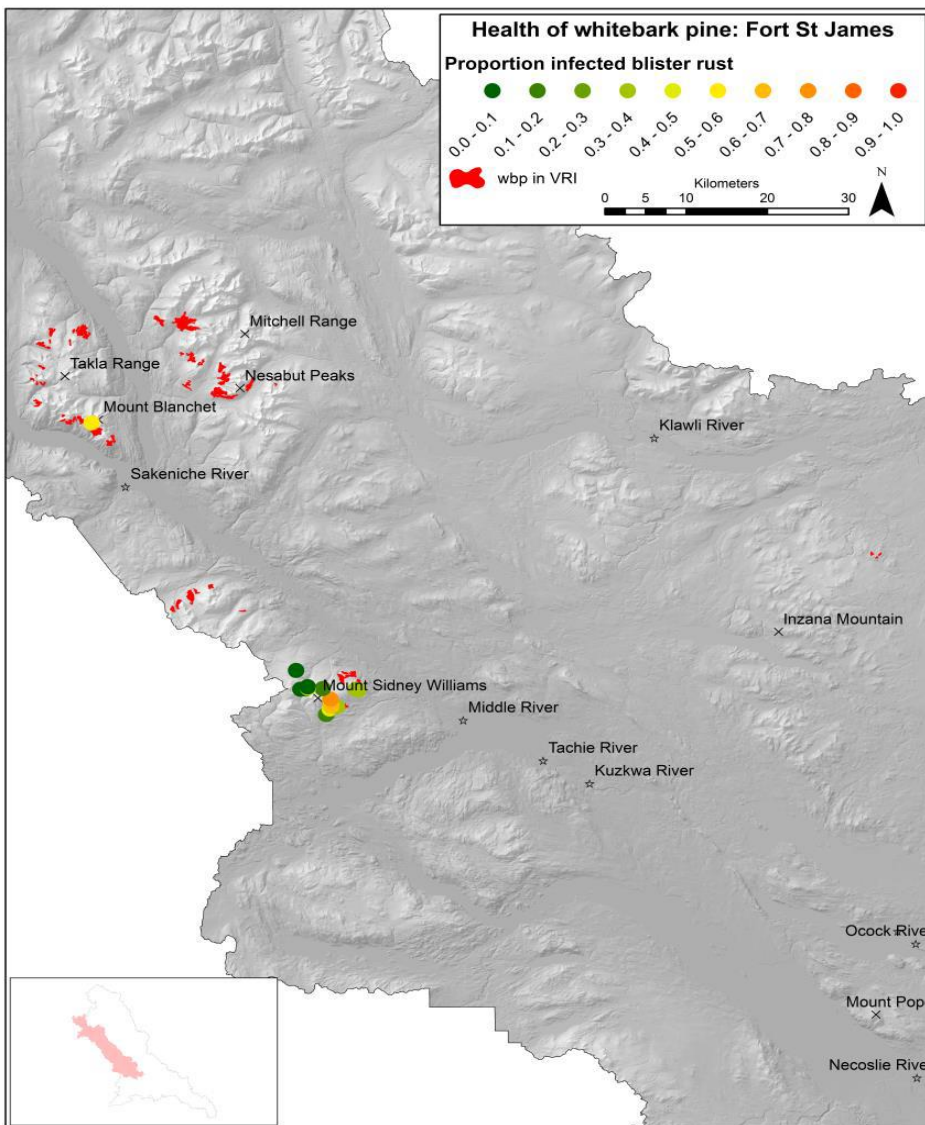 Health of whitebark pine: Fort St James
Proportion infected blister rust
0.0 - 0.1
0.1 - 0.2
0.2 - 0.3
0.3 - 0.4
0.4 - 0.5
0.5 - 0.6
0.6 - 0.7
0.7 - 0.8
0.8 - 0.9
0.9 - 1.0
wbp in VRI
Kilometers
N
0 5 10 20 30
Mitchell Range
Takla Range
Nesabut Peaks
Mount Blanchet
Klawli River
Sakeniche River
Inzana Mountain
Mount Sidney Williams
Middle River
Tachie River
Kuzkwa River
Ocock Rive
Mount Pop
Necoslie Rive